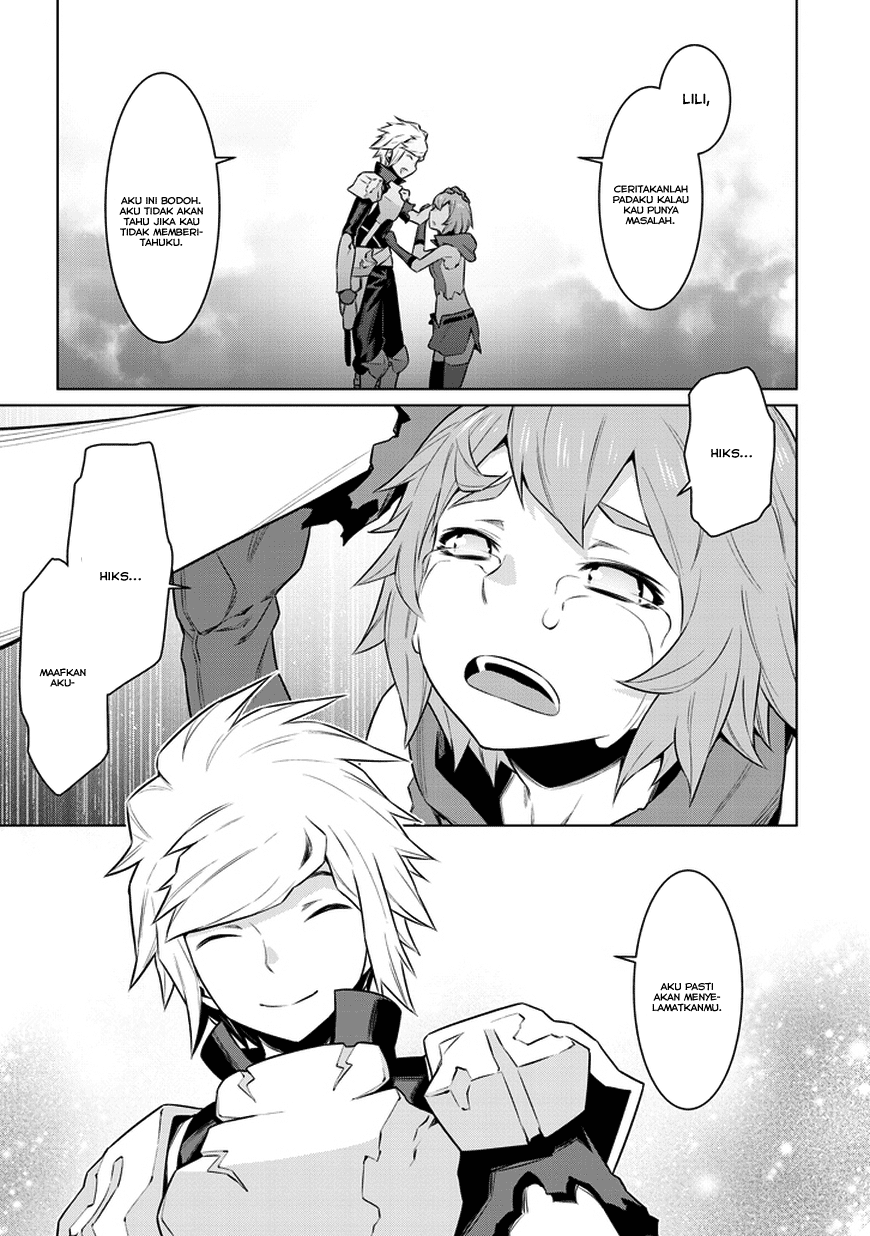 LILI,
CERITAKANLAH
PADAKU KALAU
KAU PUNYA
MASALAH.
AKU INI BODOH.
AKU TIDAK AKAN
TAHU JIKA KAU
TIDAK MEMBERI-
TAHUKU.
HIKS...
HIKS...
MAAFKAN
AKU-
AKU PASTI
AKAN MENYE-
LAMATKANMU.